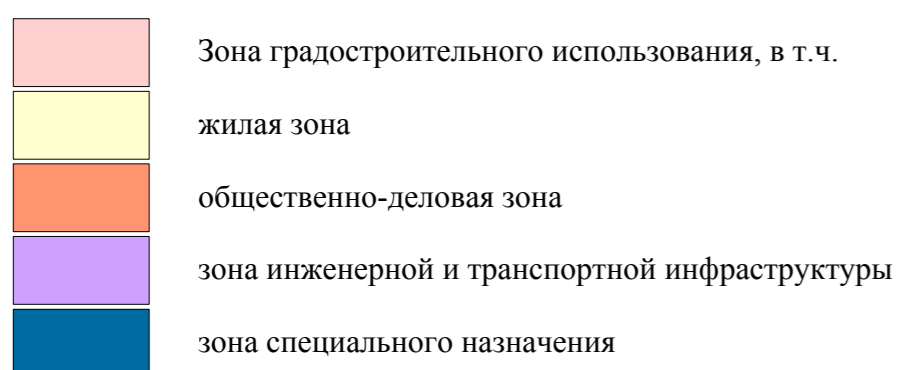 Зона градостроительного использования, в т.ч.
жилая зона
общественно-деловая зона
зона инженерной и транспортной инфраструктуры
зона специального назначения